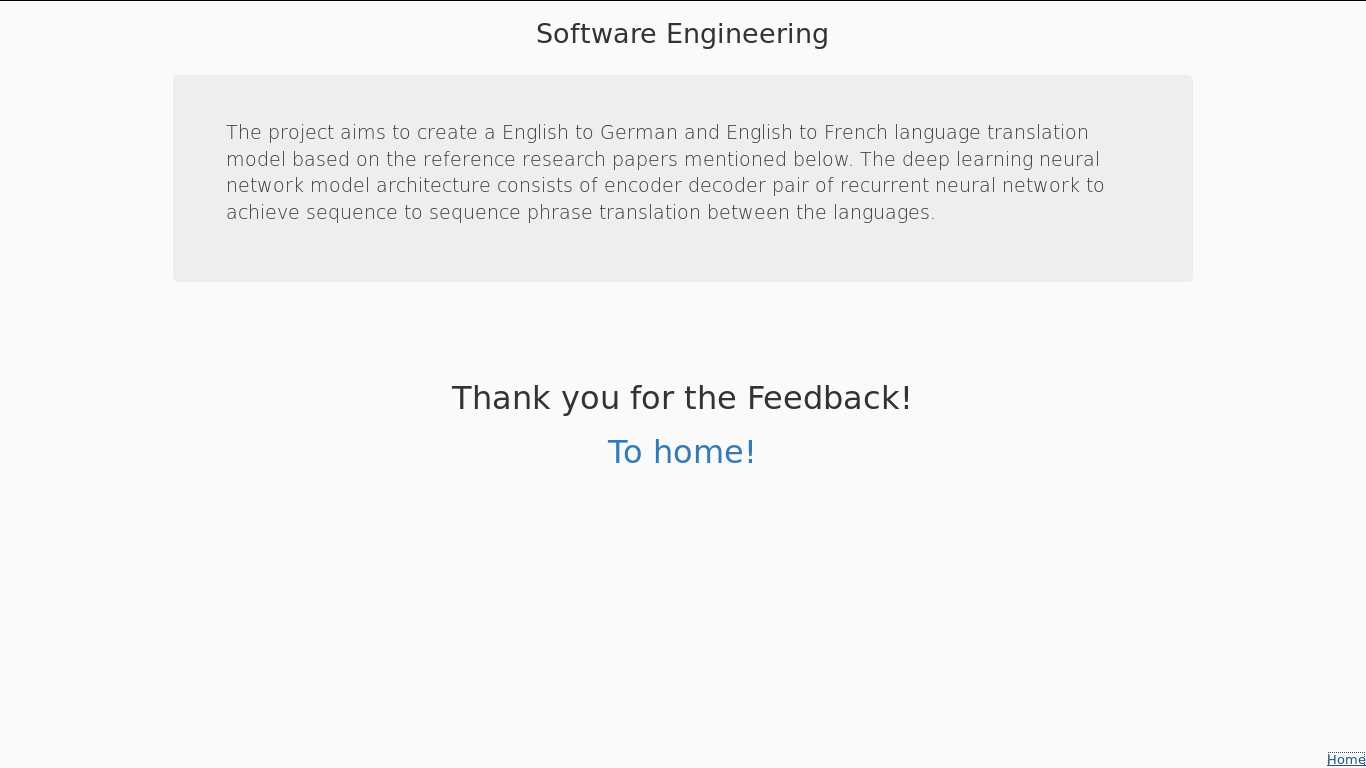 Software Engineering
The project aims to create a English to German and English to French language translation
model based on the reference research papers mentioned below. The deep learning neural
network model architecture consists of encoder decoder pair of recurrent neural network to
achieve sequence to sequence phrase translation between the languages.
Thank you for the Feedback!
To home!
Home